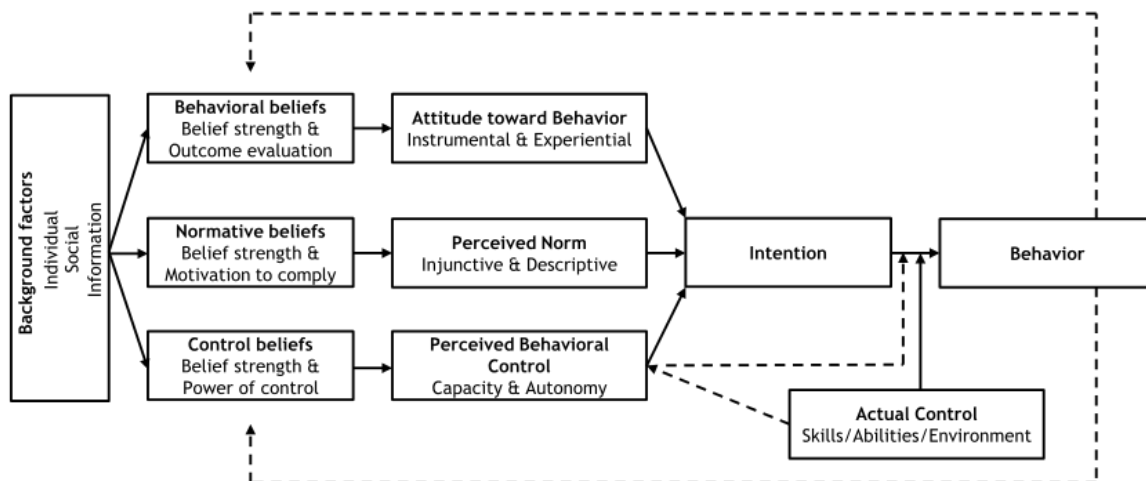 Background factors
Individual
Social
Information
Behavioral beliefs
Belief strength &
Outcome evaluation
Attitude toward Behavior
Instrumental & Experiential
Normative beliefs
Belief strength &
Motivation to comply
Perceived Norm
Injunctive & Descriptive
Intention
Behavior
Control beliefs
Belief strength &
Power of control
Perceived Behavioral
Control
Capacity & Autonomy
Actual Control
Skills/Abilities/Environment